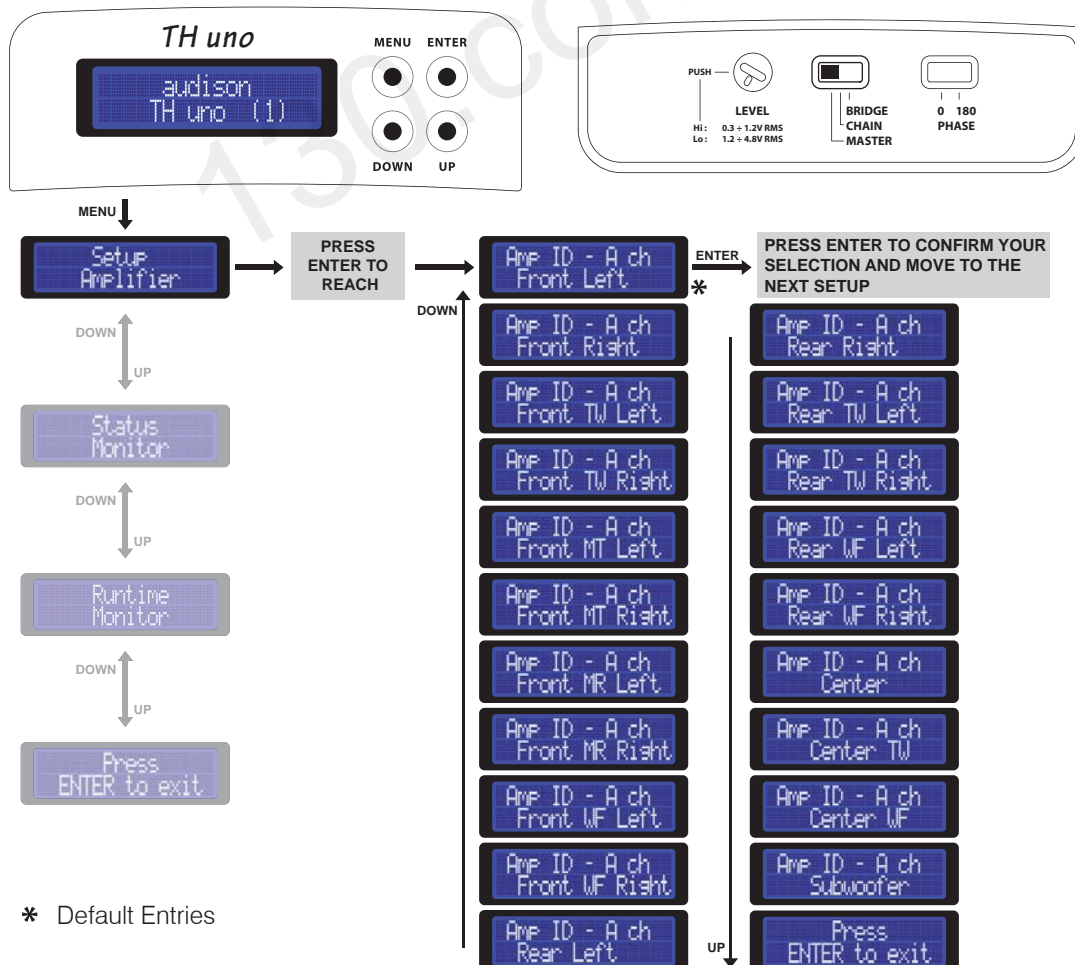 TH uno
MENU ENTER
audison
TH uno (1)
DOWN UP
PUSH
LEVEL
Hi : 0.3 ÷ 1.2V RMS
Lo : 1.2 ÷ 4.8V RMS
BRIDGE
CHAIN
MASTER
0 180
PHASE
MENU
Setup
Amplifier
PRESS
ENTER TO
REACH
Amp ID - A ch
Front Left
ENTER
*
PRESS ENTER TO CONFIRM YOUR
SELECTION AND MOVE TO THE
NEXT SETUP
DOWN
UP
Status
Monitor
DOWN
UP
Runtime
Monitor
DOWN
UP
Press
ENTER to exit
DOWN
Amp ID - A ch
Front Right
Amp ID - A ch
Front TW Left
Amp ID - A ch
Front TW Right
Amp ID - A ch
Front MT Left
Amp ID - A ch
Front MT Right
Amp ID - A ch
Front MR Left
Amp ID - A ch
Front MR Right
Amp ID - A ch
Front WF Left
Amp ID - A ch
Front WF Right
Amp ID - A ch
Rear Left
Amp ID - A ch
Rear Right
Amp ID - A ch
Rear TW Left
Amp ID - A ch
Rear TW Right
Amp ID - A ch
Rear WF Left
Amp ID - A ch
Rear WF Right
Amp ID - A ch
Center
Amp ID - A ch
Center TW
Amp ID - A ch
Center WF
Amp ID - A ch
Subwoofer
UP
Press
ENTER to exit
* Default Entries